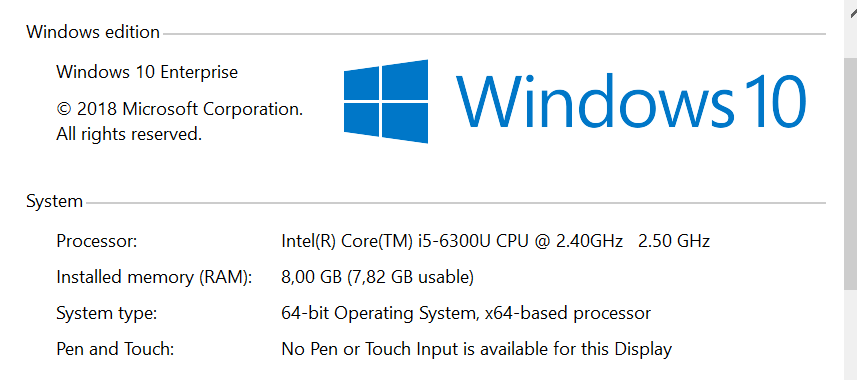 Windows edition
Windows 10 Enterprise
© 2018 Microsoft Corporation.
All rights reserved.
Windows 10
System
Processor: Intel(R) Core(TM) i5-6300U CPU @ 2.40GHz 2.50 GHz
Installed memory (RAM): 8,00 GB (7,82 GB usable)
System type: 64-bit Operating System, x64-based processor
Pen and Touch: No Pen or Touch Input is available for this Display